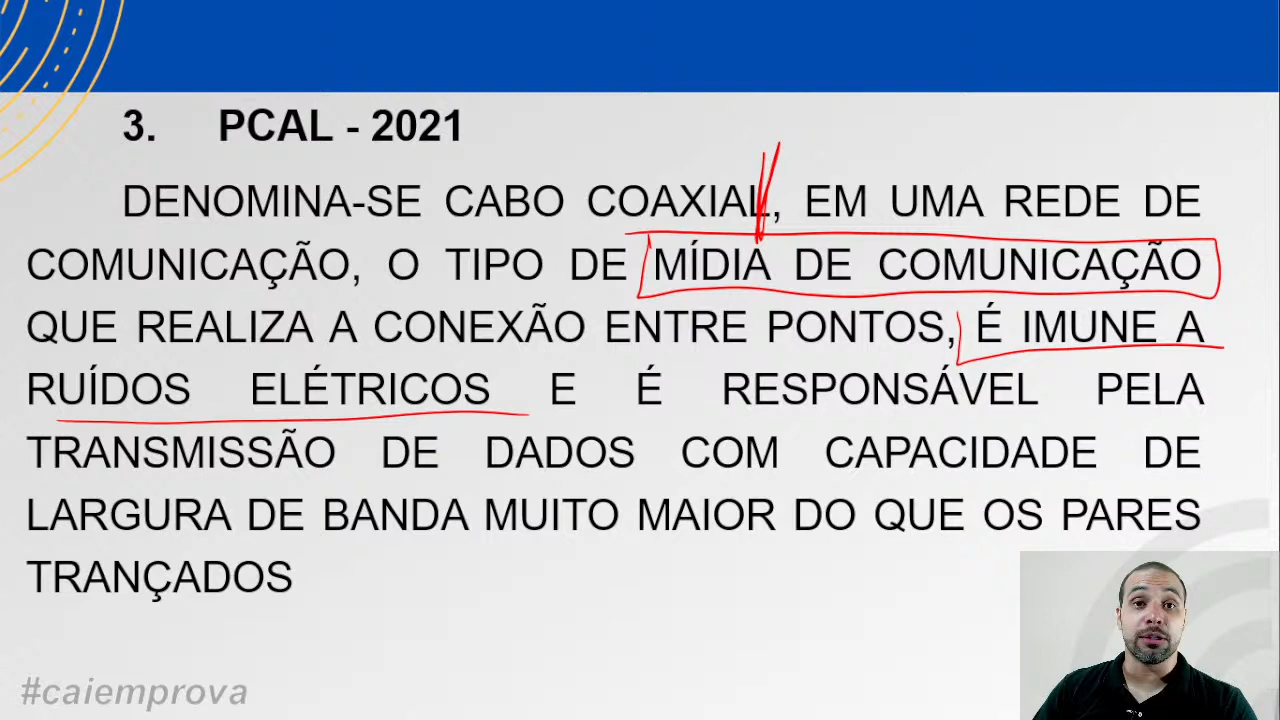 3. PCAL - 2021
DENOMINA-SE CABO COAXIAL, EM UMA REDE DE
COMUNICAÇÃO, O TIPO DE MÍDIA DE COMUNICAÇÃO
QUE REALIZA A CONEXÃO ENTRE PONTOS, É IMUNE A
RUÍDOS ELÉTRICOS E É RESPONSÁVEL PELA
TRANSMISSÃO DE DADOS COM CAPACIDADE DE
LARGURA DE BANDA MUITO MAIOR DO QUE OS PARES
TRANÇADOS
#caiemprova